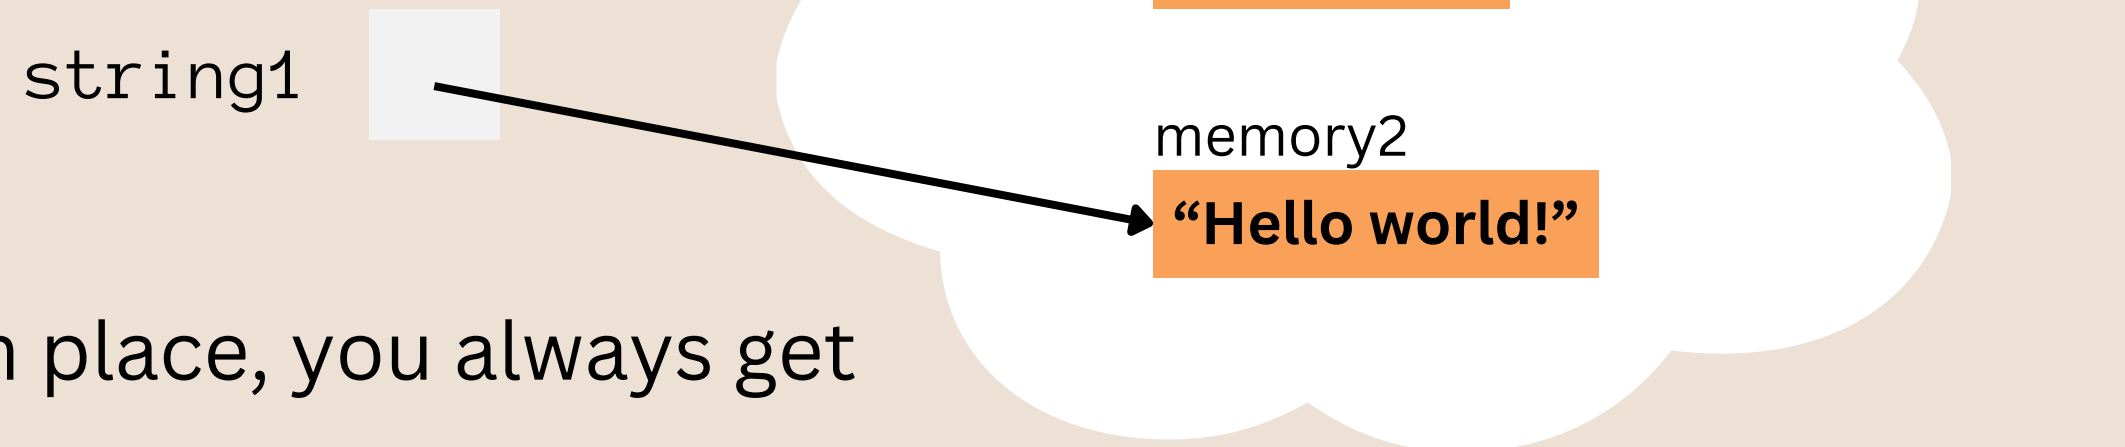 string1
memory2
“Hello world!”
place, you always get